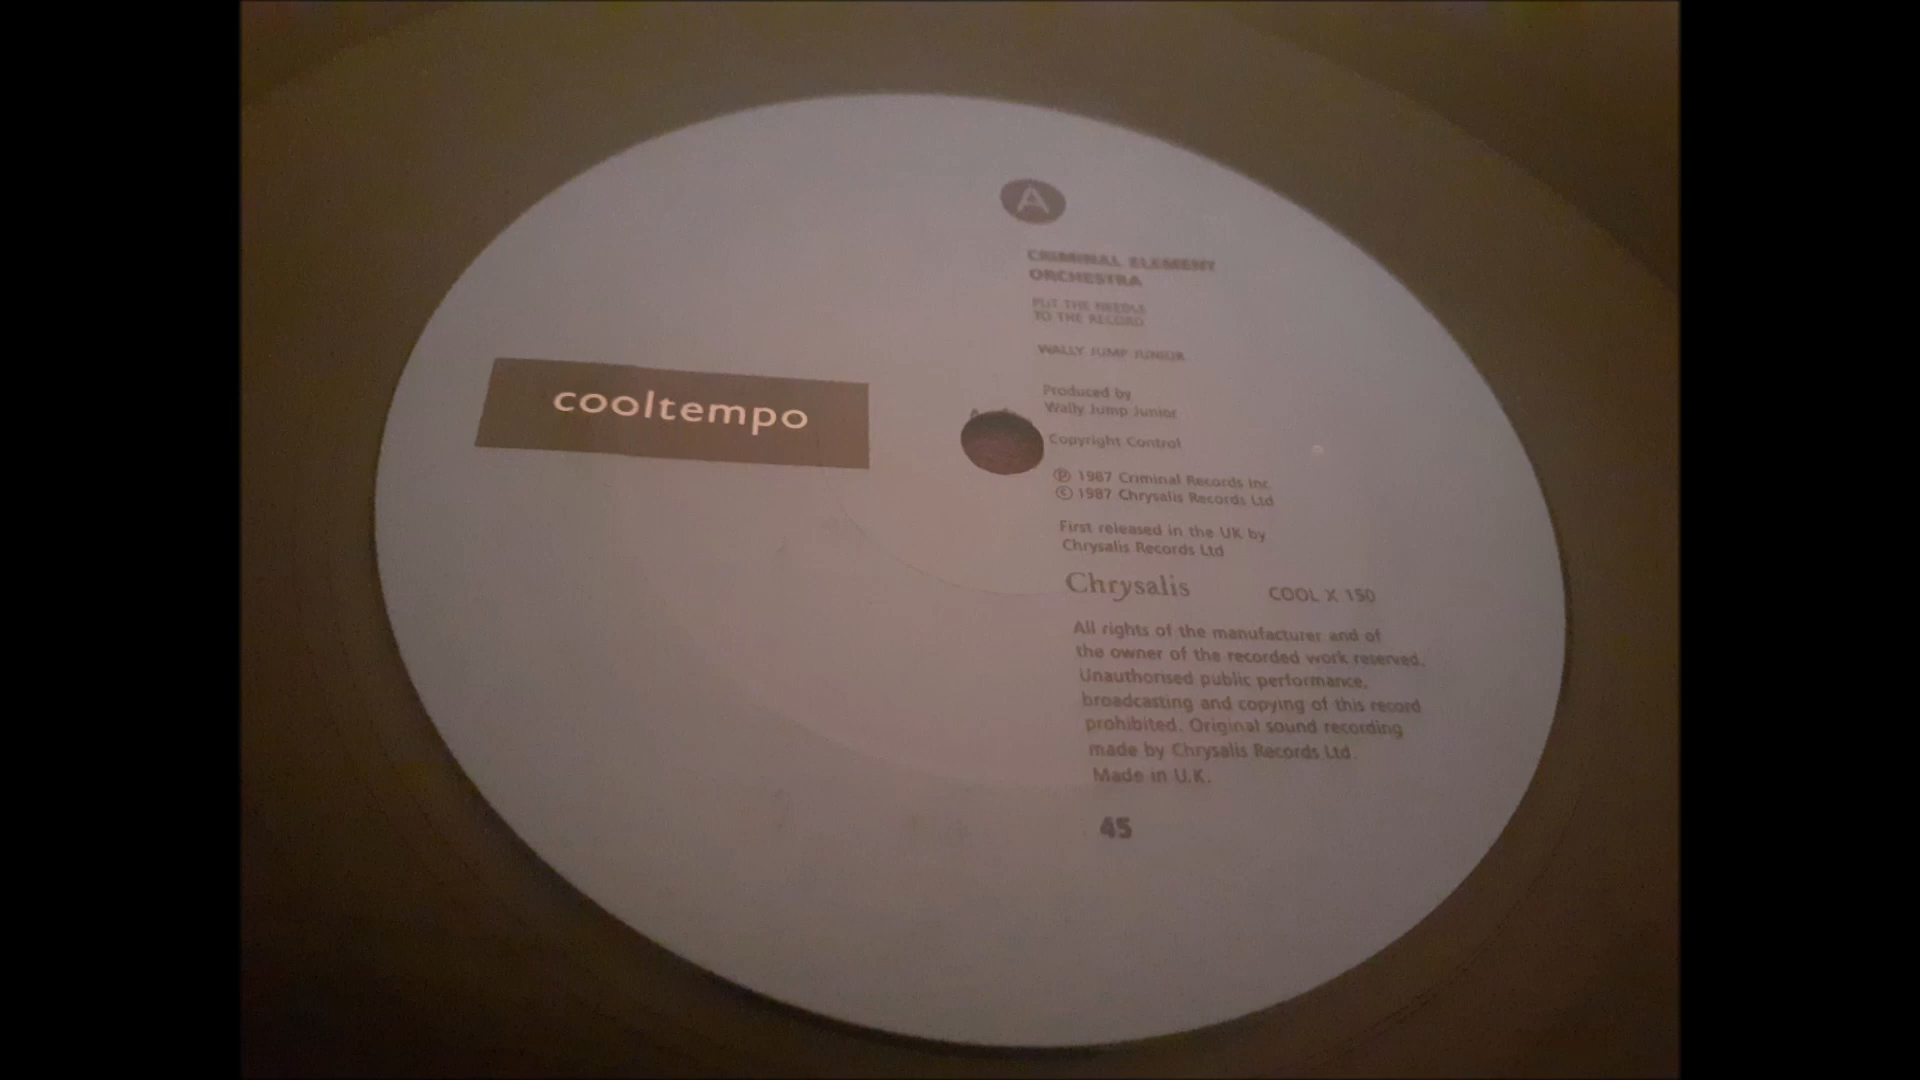 A
CRIMINAL ELEMENT
ORCHESTRA
PUT THE NEEDLE
TO THE RECORD
WALLY JUMP JUNIOR
cooltempo
Produced by
Wally Jump Junior
Copyright Control
Ⓟ 1987 Criminal Records Inc.
© 1987 Chrysalis Records Ltd
First released in the UK by
Chrysalis Records Ltd
Chrysalis COOL X 150
All rights of the manufacturer and of
the owner of the recorded work reserved.
Unauthorised public performance,
broadcasting and copying of this record
prohibited. Original sound recording
made by Chrysalis Records Ltd.
Made in U.K.
45